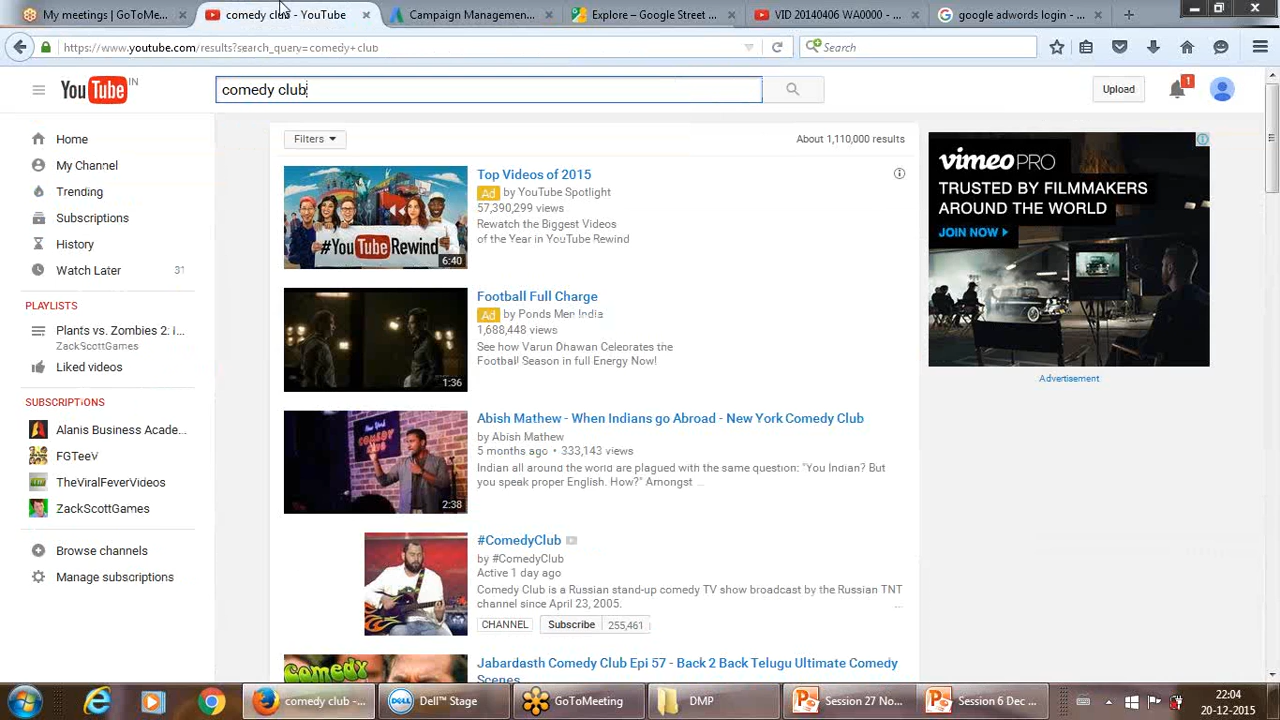 My meetings | GoToMe...
comedy club - YouTube
Campaign Management...
Explore - Google Street ...
VID 20140406 WA0000 - ...
google adwords login - ...
https://www.youtube.com/results?search_query=comedy+club
Search
YouTube IN
comedy club
Upload
1
Home
My Channel
Trending
Subscriptions
History
Watch Later 31
PLAYLISTS
Plants vs. Zombies 2: i...
ZackScottGames
Liked videos
SUBSCRIPTIONS
Alanis Business Acade...
FGTeeV
TheViralFeverVideos
ZackScottGames
Browse channels
Manage subscriptions
Filters
About 1,110,000 results
#YouTubeRewind
6:40
Top Videos of 2015
Ad by YouTube Spotlight
57,390,299 views
Rewatch the Biggest Videos
of the Year in YouTube Rewind
1:36
Football Full Charge
Ad by Ponds Men India
1,688,448 views
See how Varun Dhawan Celebrates the
Football Season in full Energy Now!
COMEDY
CLUB
2:38
Abish Mathew - When Indians go Abroad - New York Comedy Club
by Abish Mathew
5 months ago • 333,143 views
Indian all around the world are plagued with the same question: "You Indian? But
you speak proper English. How?" Amongst ...
#ComedyClub
by #ComedyClub
Active 1 day ago
Comedy Club is a Russian stand-up comedy TV show broadcast by the Russian TNT
channel since April 23, 2005. ...
CHANNEL Subscribe 255,461
Comedy
Jabardasth Comedy Club Epi 57 - Back 2 Back Telugu Ultimate Comedy
Scenes
vimeo PRO
TRUSTED BY FILMMAKERS
AROUND THE WORLD
JOIN NOW
Advertisement
comedy club - ...
DELL
Dell™ Stage
GoToMeeting
DMP
Session 27 No...
Session 6 Dec ...
22:04
20-12-2015